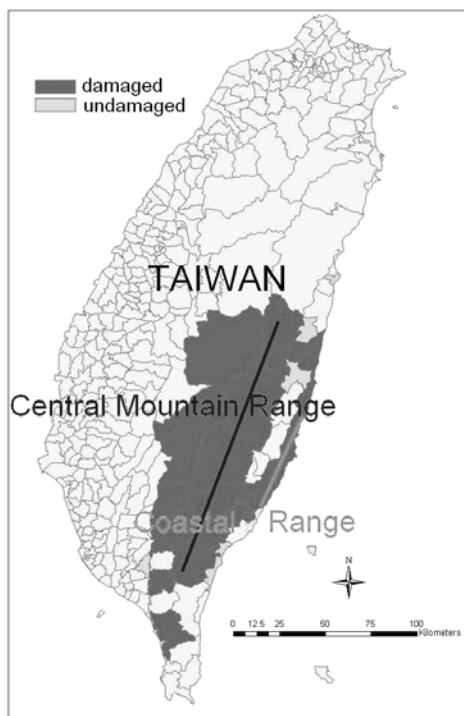 damaged
undamaged
TAIWAN
Central Mountain Range
Coastal Range
N
0 12.5 25 50 75 100
Kilometers